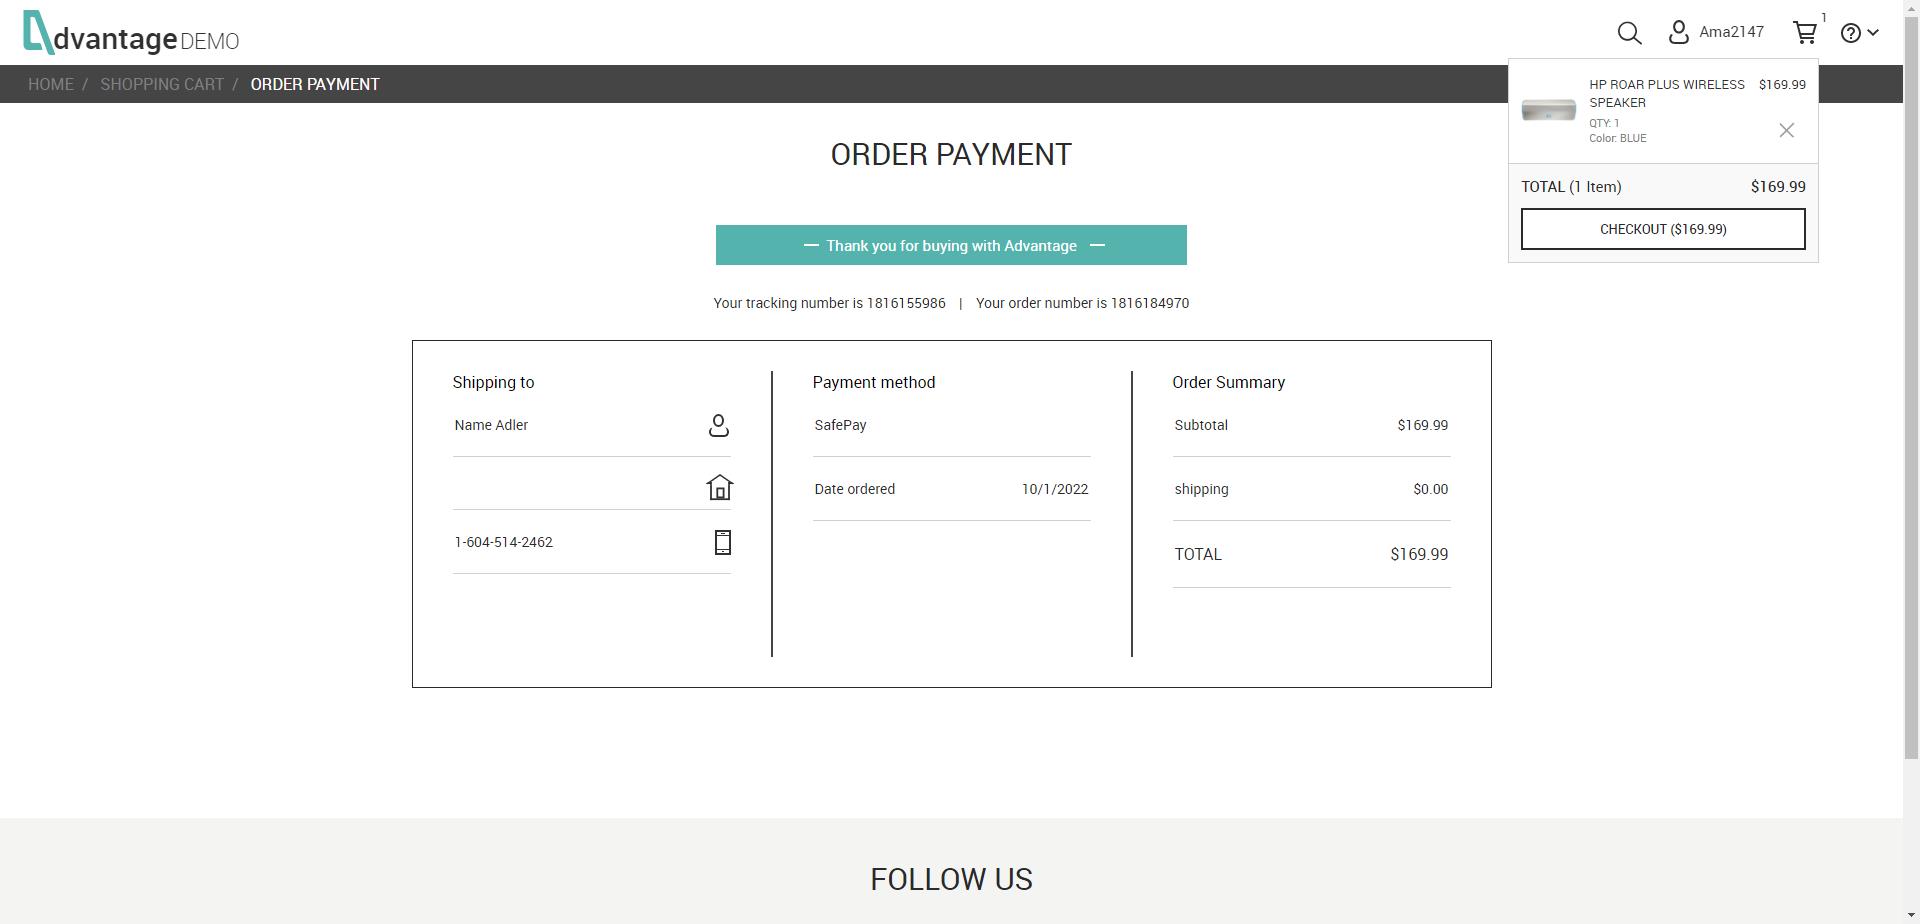 dvantage DEMO
Ama2147
1
HOME / SHOPPING CART / ORDER PAYMENT
HP ROAR PLUS WIRELESS SPEAKER $169.99
QTY: 1
Color: BLUE
TOTAL (1 Item) $169.99
CHECKOUT ($169.99)
ORDER PAYMENT
— Thank you for buying with Advantage —
Your tracking number is 1816155986 | Your order number is 1816184970
Shipping to
Name Adler
1-604-514-2462
Payment method
SafePay
Date ordered 10/1/2022
Order Summary
Subtotal $169.99
shipping $0.00
TOTAL $169.99
FOLLOW US